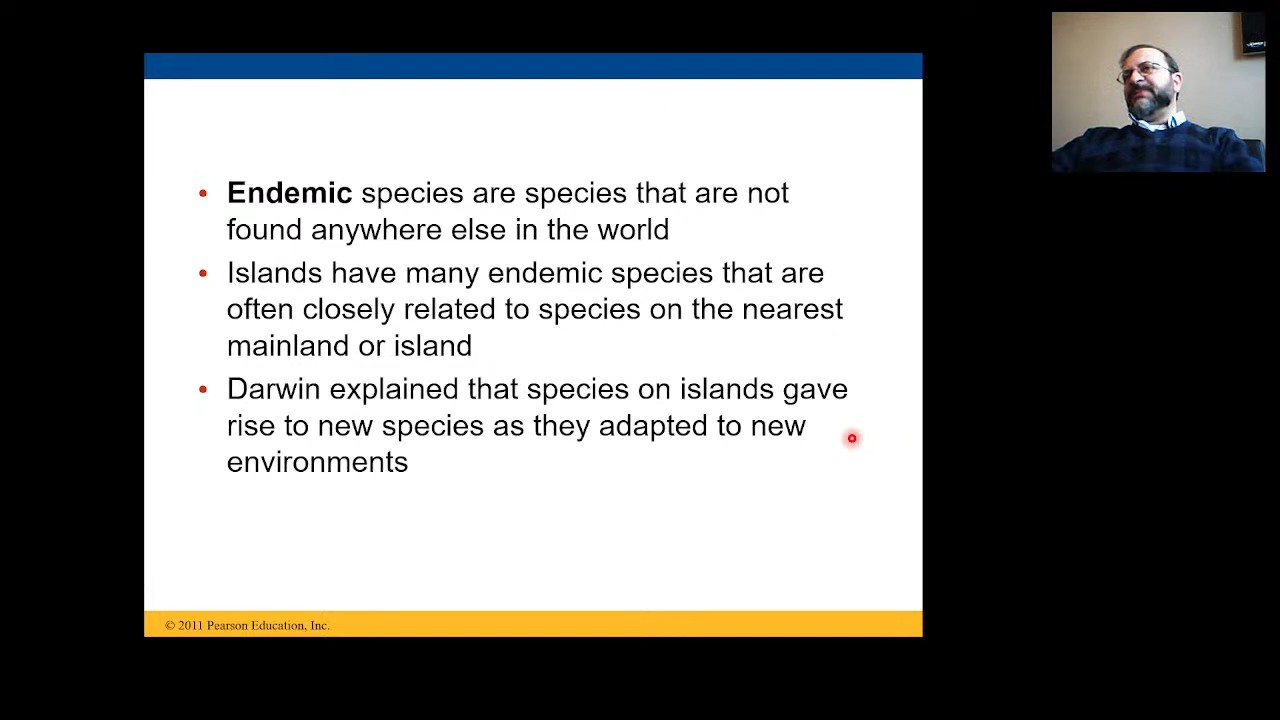 • Endemic species are species that are not
found anywhere else in the world
• Islands have many endemic species that are
often closely related to species on the nearest
mainland or island
• Darwin explained that species on islands gave
rise to new species as they adapted to new
environments
© 2011 Pearson Education, Inc.